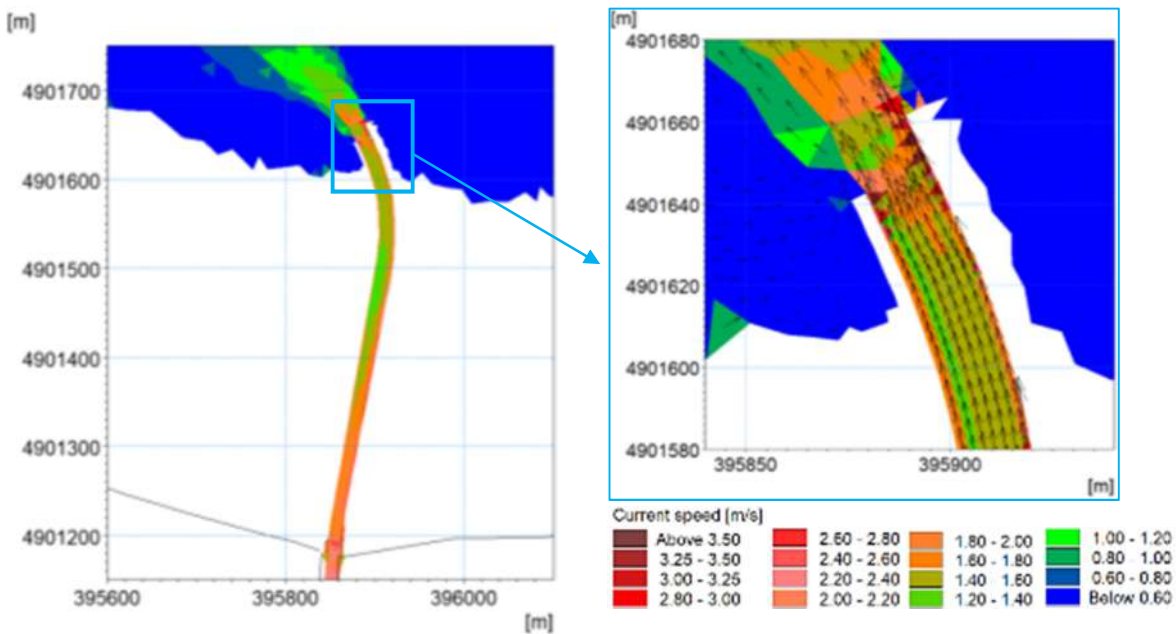 [m]
4901700
4901600
4901500
4901400
4901300
4901200
395600
395800
396000
[m]
[m]
4901680
4901660
4901640
4901620
4901600
4901580
395850
395900
[m]
Current speed [m/s]
Above 3.50
3.25 - 3.50
3.00 - 3.25
2.80 - 3.00
2.60 - 2.80
2.40 - 2.60
2.20 - 2.40
2.00 - 2.20
1.80 - 2.00
1.60 - 1.80
1.40 - 1.60
1.20 - 1.40
1.00 - 1.20
0.80 - 1.00
0.60 - 0.80
Below 0.60